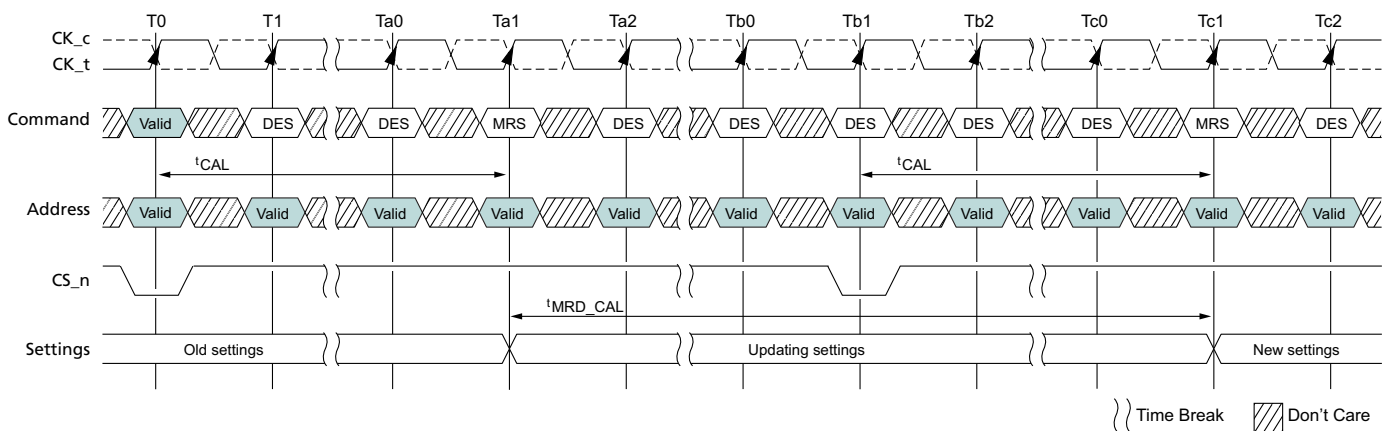 T0 T1 Ta0 Ta1 Ta2 Tb0 Tb1 Tb2 Tc0 Tc1 Tc2
CK_c
CK_t
Command Valid DES DES MRS DES DES DES DES DES MRS DES
tCAL tCAL
Address Valid Valid Valid Valid Valid Valid Valid Valid Valid Valid Valid
CS_n
tMRD_CAL
Settings Old settings Updating settings New settings
Time Break Don't Care